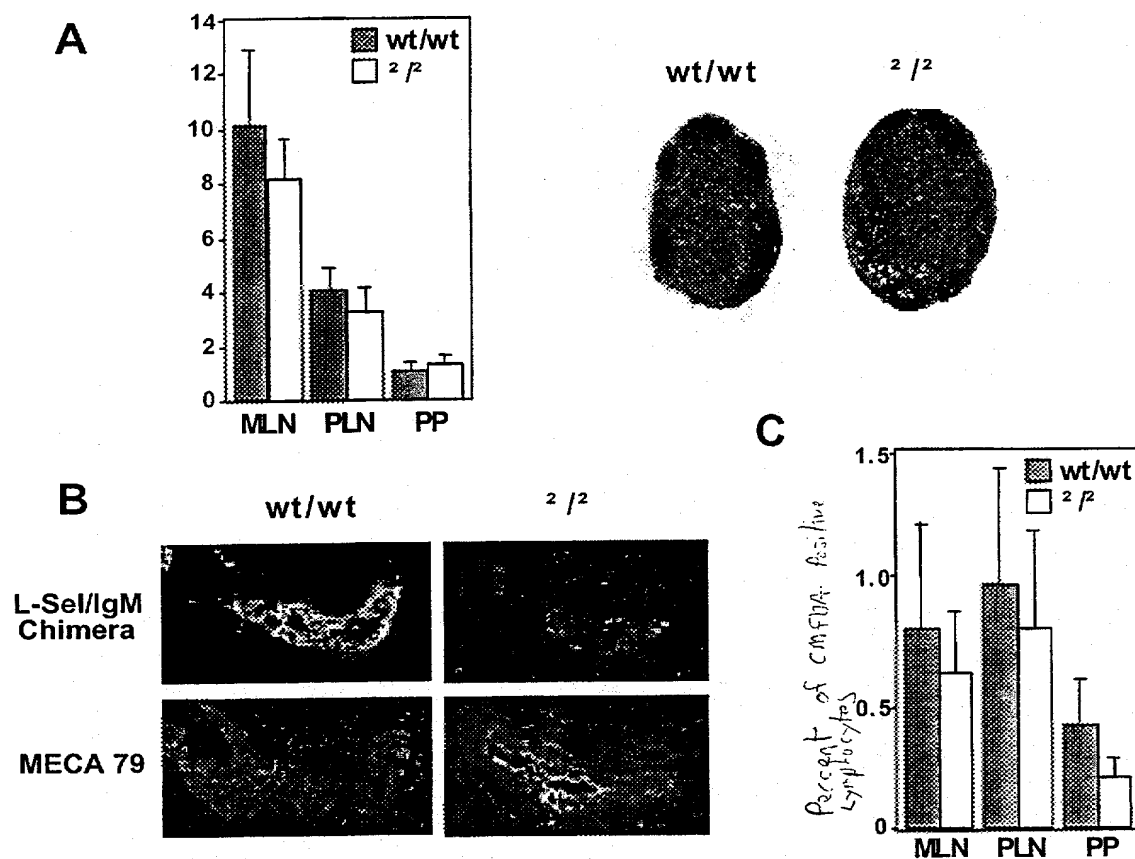 A
14
12
10
8
6
4
2
0
wt/wt
²/²
MLN PLN PP
wt/wt ²/²
B
wt/wt ²/²
L-Sel/IgM
Chimera
MECA 79
C
Percent of CMFDA Positive
Lymphocytes
1.5
1.0
0.5
0
wt/wt
²/²
MLN PLN PP